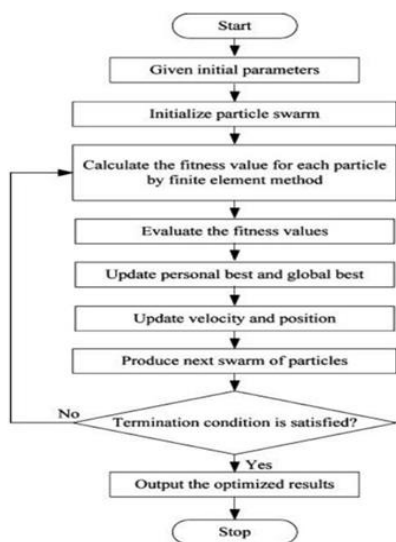 Start
Given initial parameters
Initialize particle swarm
Calculate the fitness value for each particle
by finite element method
Evaluate the fitness values
Update personal best and global best
Update velocity and position
Produce next swarm of particles
No
Termination condition is satisfied?
Yes
Output the optimized results
Stop